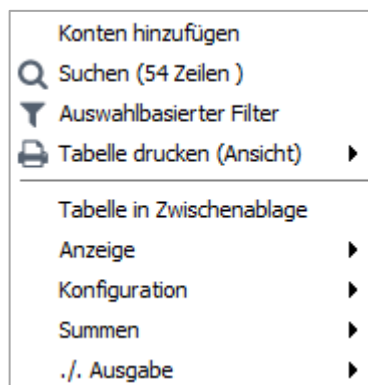 Konten hinzufügen
Suchen (54 Zeilen )
Auswahlbasierter Filter
Tabelle drucken (Ansicht)
Tabelle in Zwischenablage
Anzeige
Konfiguration
Summen
./. Ausgabe